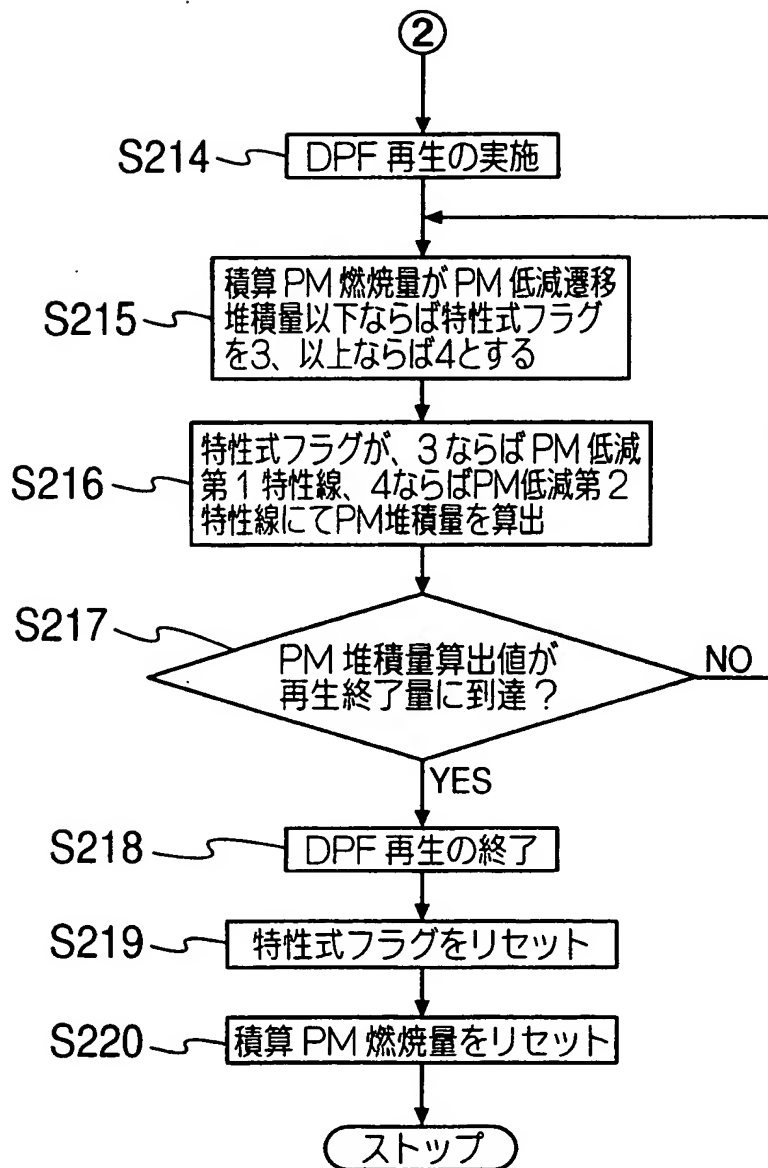 ②
S214
DPF 再生の実施
S215
積算 PM 燃焼量が PM 低減遷移
堆積量以下ならば特性式フラグ
を3、以上ならば4とする
S216
特性式フラグが、3ならば PM 低減
第1特性線、4ならばPM低減第2
特性線にてPM堆積量を算出
S217
PM 堆積量算出値が
再生終了量に到達?
NO
YES
S218
DPF 再生の終了
S219
特性式フラグをリセット
S220
積算 PM 燃焼量をリセット
ストップ